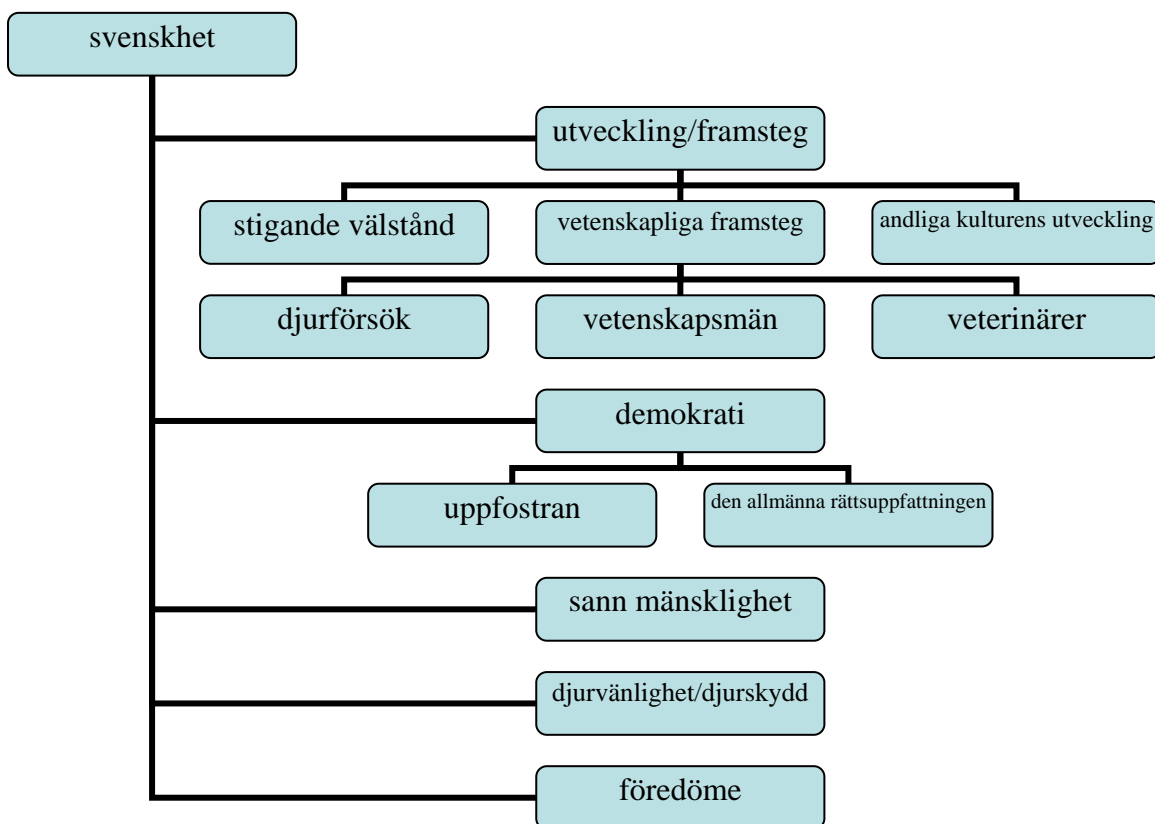 svenskhet
utveckling/framsteg
stigande välstånd
vetenskapliga framsteg
andliga kulturens utveckling
djurförsök
vetenskapsmän
veterinärer
demokrati
uppfostran
den allmänna rättsuppfattningen
sann mänsklighet
djurvänlighet/djurskydd
föredöme